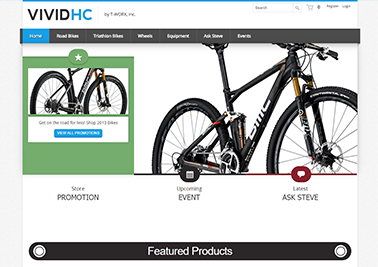 VIVIDHC
by T-WORX, Inc.
Search
0
Register
Login
Home
Road Bikes
Triathlon Bikes
Wheels
Equipment
Ask Steve
Events
Get on the road for less! Shop 2013 Bikes
VIEW ALL PROMOTIONS
Store
PROMOTION
Upcoming
EVENT
Latest
ASK STEVE
Featured Products